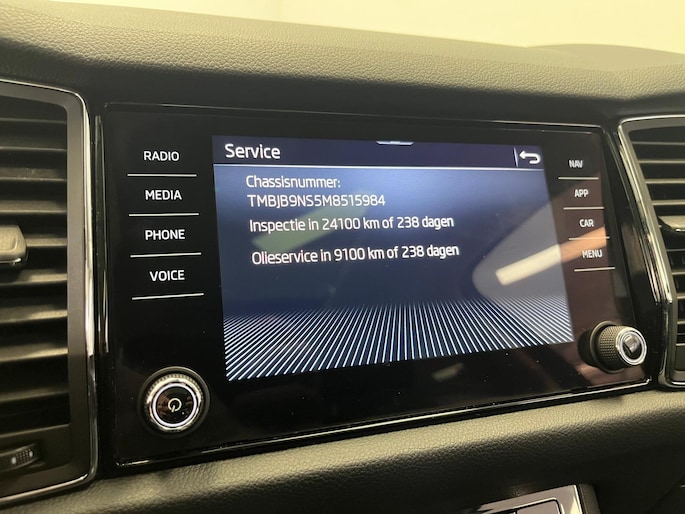 RADIO
MEDIA
PHONE
VOICE
Service
Chassisnummer:
TMBJB9NS5M8515984
Inspectie in 24100 km of 238 dagen
Olieservice in 9100 km of 238 dagen
NAV
APP
CAR
MENU